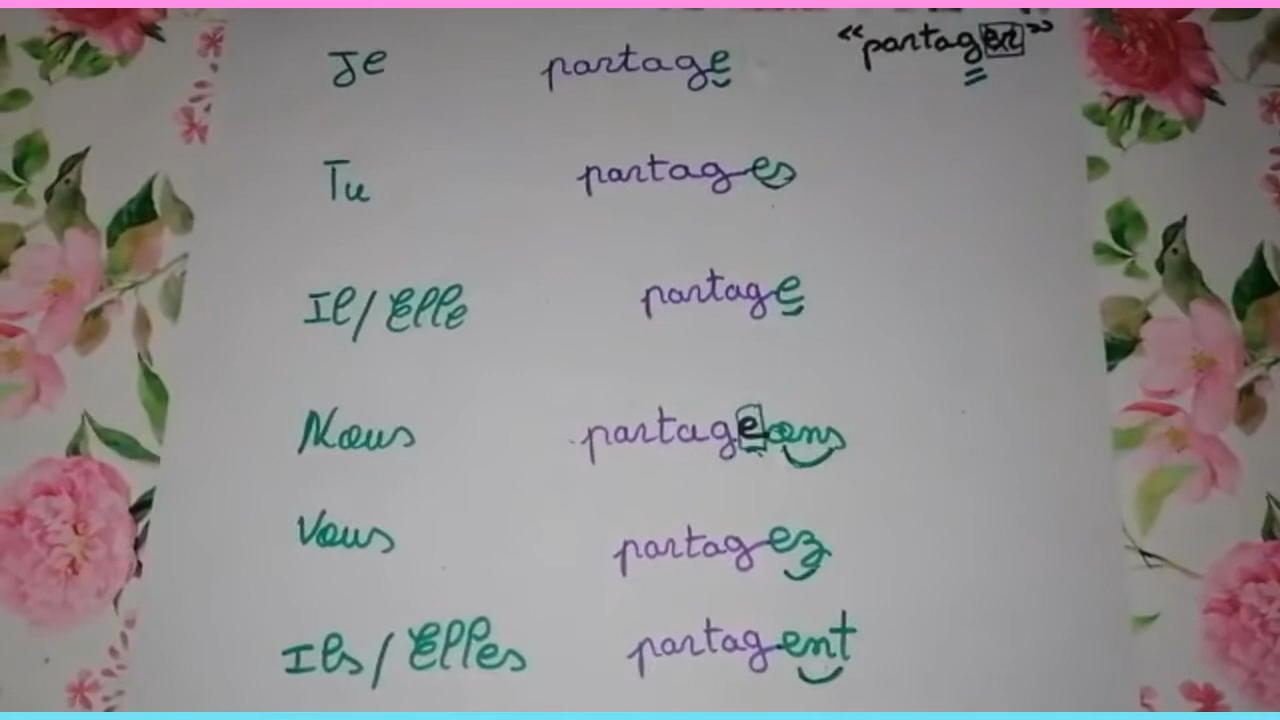 Je partage «partager»
Tu partages
Il/Elle partage
Nous partageons
Vous partagez
Ils/Elles partagent